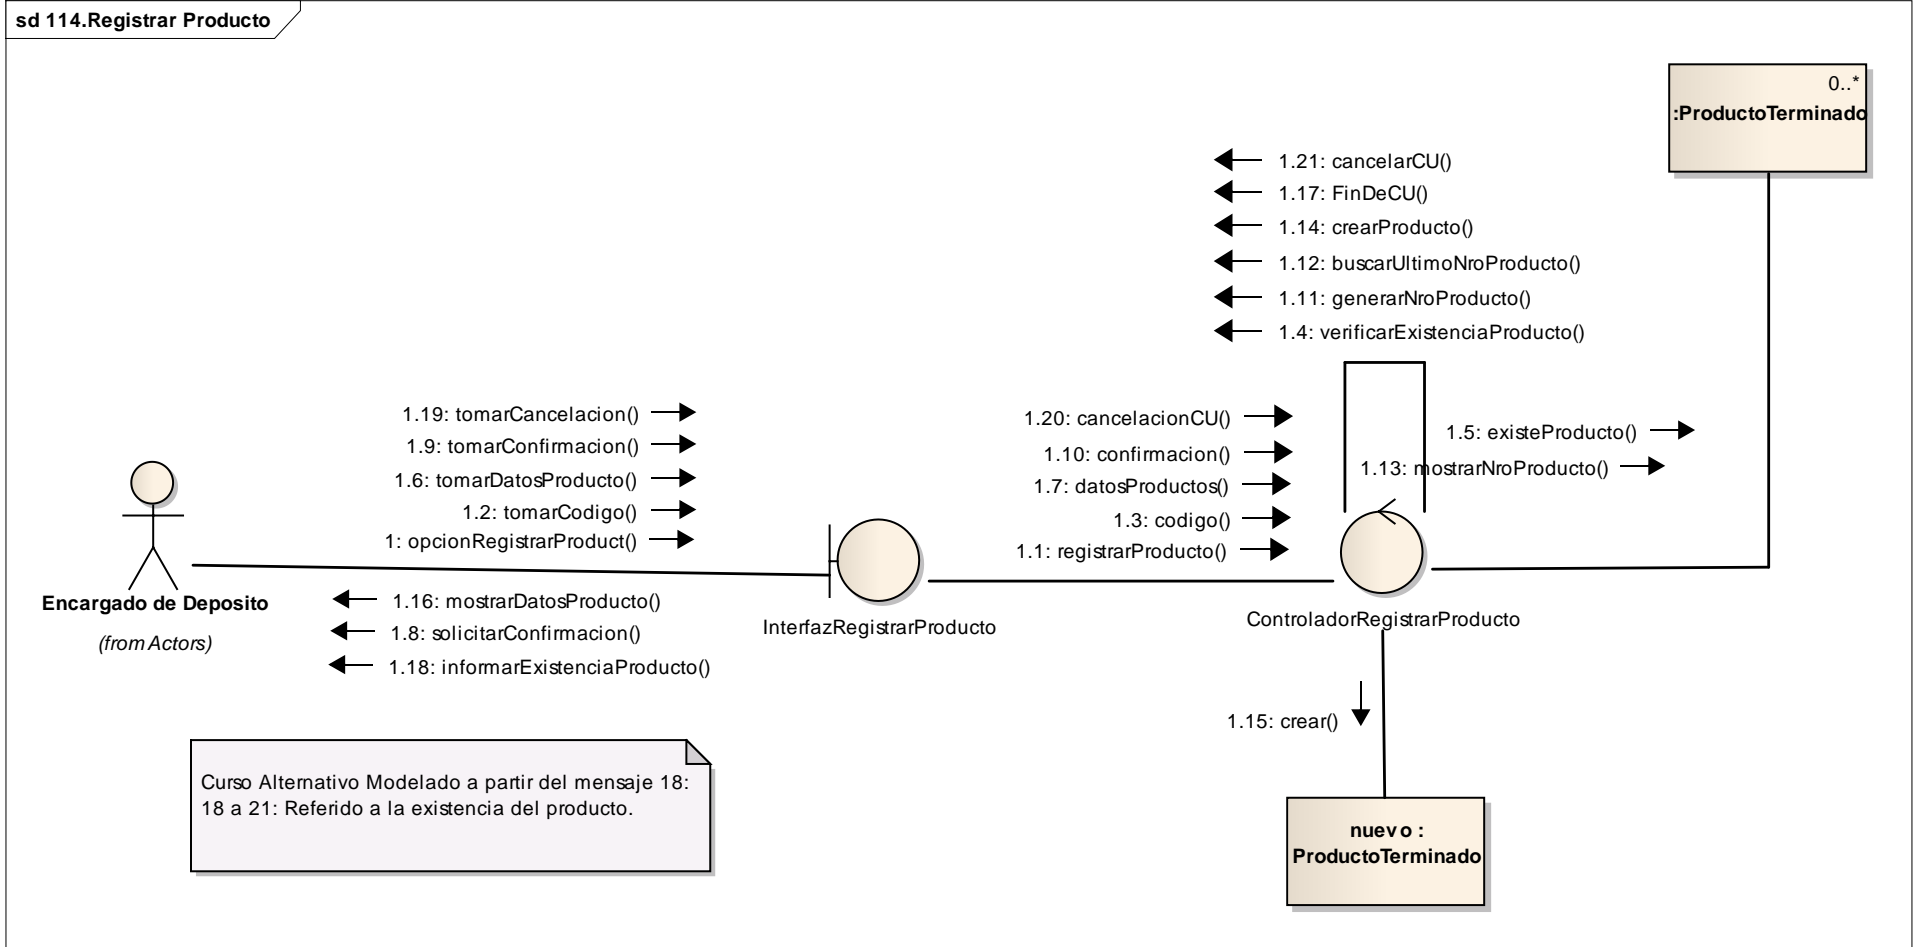 sd 114.Registrar Producto
0..*
:ProductoTerminado
1.21: cancelarCU()
1.17: FinDeCU()
1.14: crearProducto()
1.12: buscarUltimoNroProducto()
1.11: generarNroProducto()
1.4: verificarExistenciaProducto()
1.19: tomarCancelacion()
1.9: tomarConfirmacion()
1.6: tomarDatosProducto()
1.2: tomarCodigo()
1: opcionRegistrarProduct()
1.20: cancelacionCU()
1.10: confirmacion()
1.7: datosProductos()
1.3: codigo()
1.1: registrarProducto()
1.5: existeProducto()
1.13: mostrarNroProducto()
Encargado de Deposito
(from Actors)
1.16: mostrarDatosProducto()
1.8: solicitarConfirmacion()
1.18: informarExistenciaProducto()
InterfazRegistrarProducto
ControladorRegistrarProducto
1.15: crear()
Curso Alternativo Modelado a partir del mensaje 18:
18 a 21: Referido a la existencia del producto.
nuevo :
ProductoTerminado